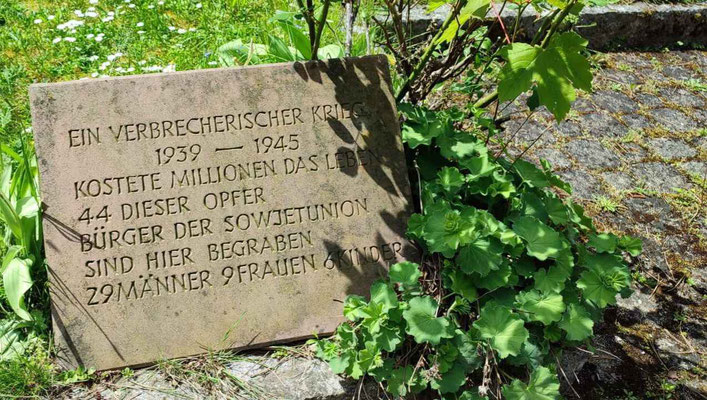 EIN VERBRECHERISCHER KRIEG
1939 — 1945
KOSTETE MILLIONEN DAS LEBEN
44 DIESER OPFER
BÜRGER DER SOWJETUNION
SIND HIER BEGRABEN
29 MÄNNER 9 FRAUEN 6 KINDER